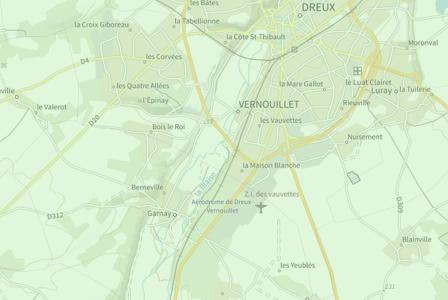 les Bâtes
DREUX
la Tabellionne
la Croix Giboreau
la Côte St-Thibault
Moronval
les Corvées
D4
les Quatre Allées
la Mare Gallot
le Luat Clairet
Luray
la Tuilerie
l'Épinay
Rieuville
le Valerot
VERNOUILLET
D20
Bois le Roi
les Vauvettes
Nuisement
la Maison Blanche
la Blaise
Berneville
Z.I. des vauvettes
Aérodrome de Dreux-
Vernouillet
D309
D312
Garnay
Blainville
les Yeublés